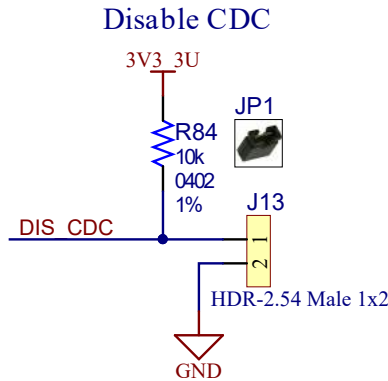 Disable CDC
3V3_3U
JP1
R84
10k
0402
1%
J13
DIS_CDC
1
2
HDR-2.54 Male 1x2
GND